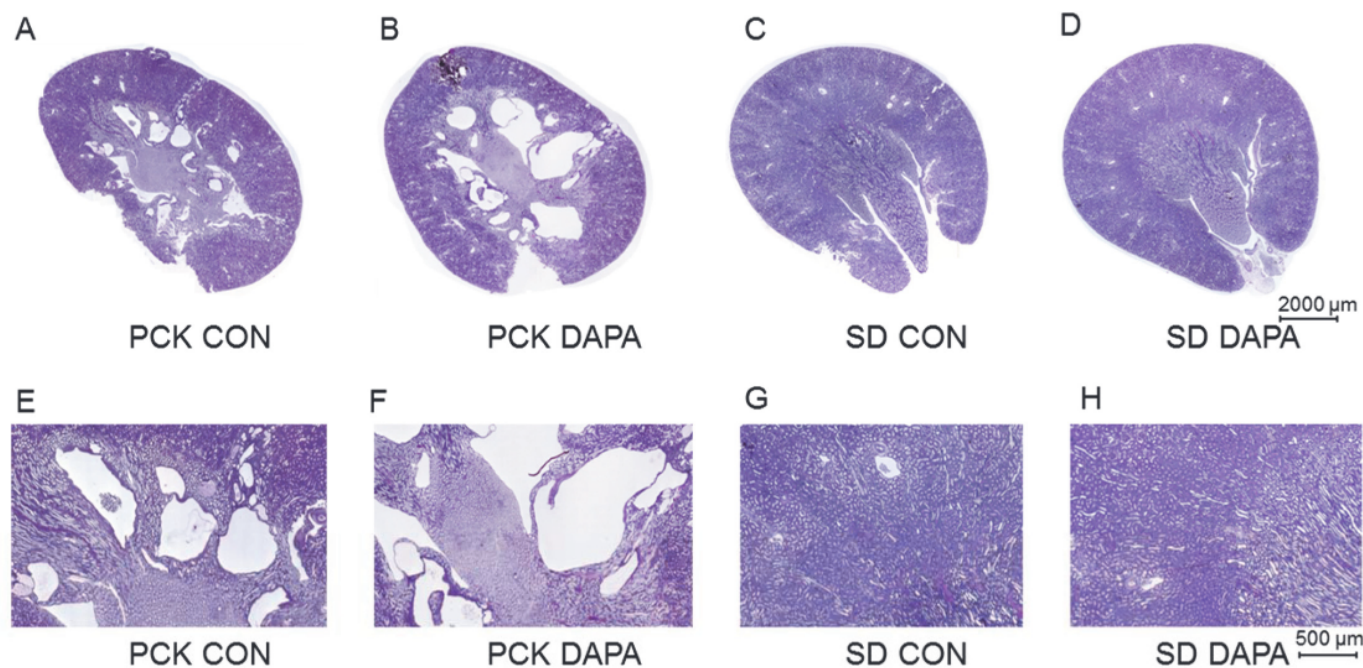 A
B
C
D
2000 µm
PCK CON
PCK DAPA
SD CON
SD DAPA
E
F
G
H
PCK CON
PCK DAPA
SD CON
SD DAPA
500 µm